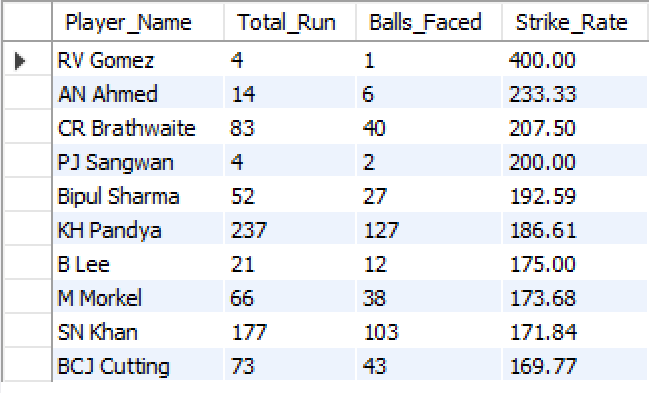 Player_Name Total_Run Balls_Faced Strike_Rate
RV Gomez 4 1 400.00
AN Ahmed 14 6 233.33
CR Brathwaite 83 40 207.50
PJ Sangwan 4 2 200.00
Bipul Sharma 52 27 192.59
KH Pandya 237 127 186.61
B Lee 21 12 175.00
M Morkel 66 38 173.68
SN Khan 177 103 171.84
BCJ Cutting 73 43 169.77